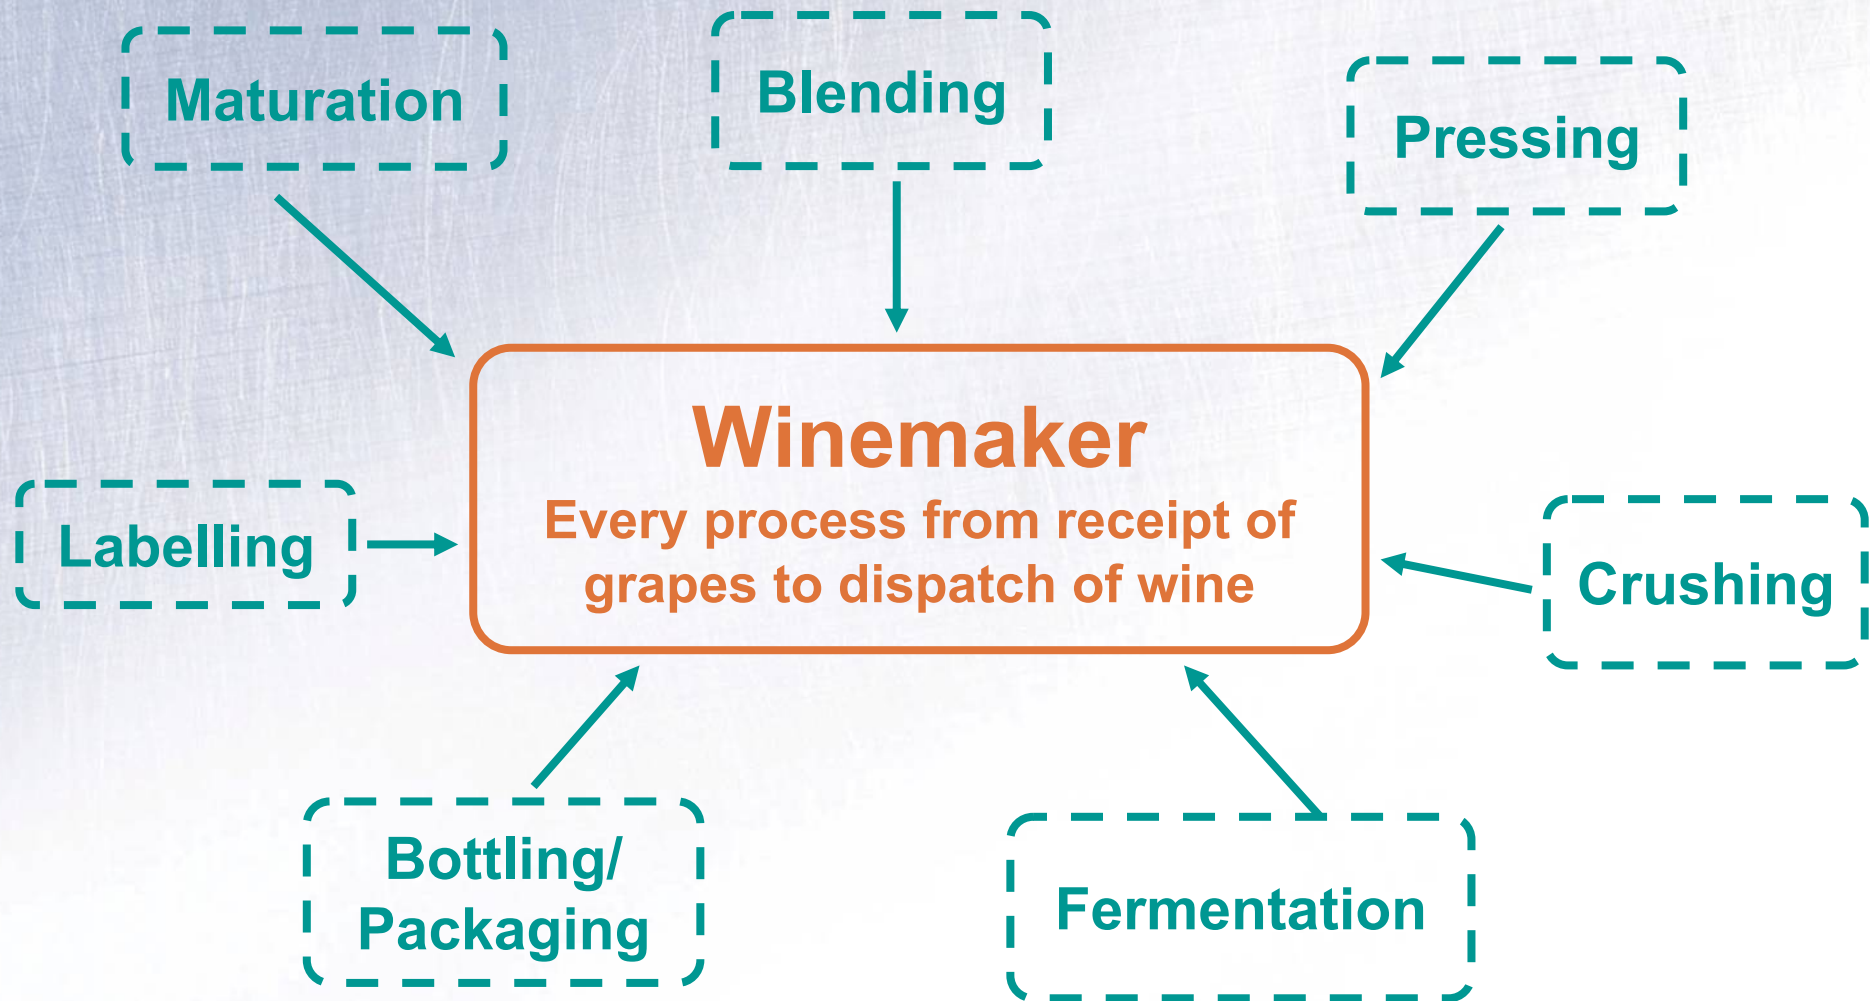 Maturation
Blending
Pressing
Winemaker
Every process from receipt of
grapes to dispatch of wine
Labelling
Crushing
Bottling/
Packaging
Fermentation